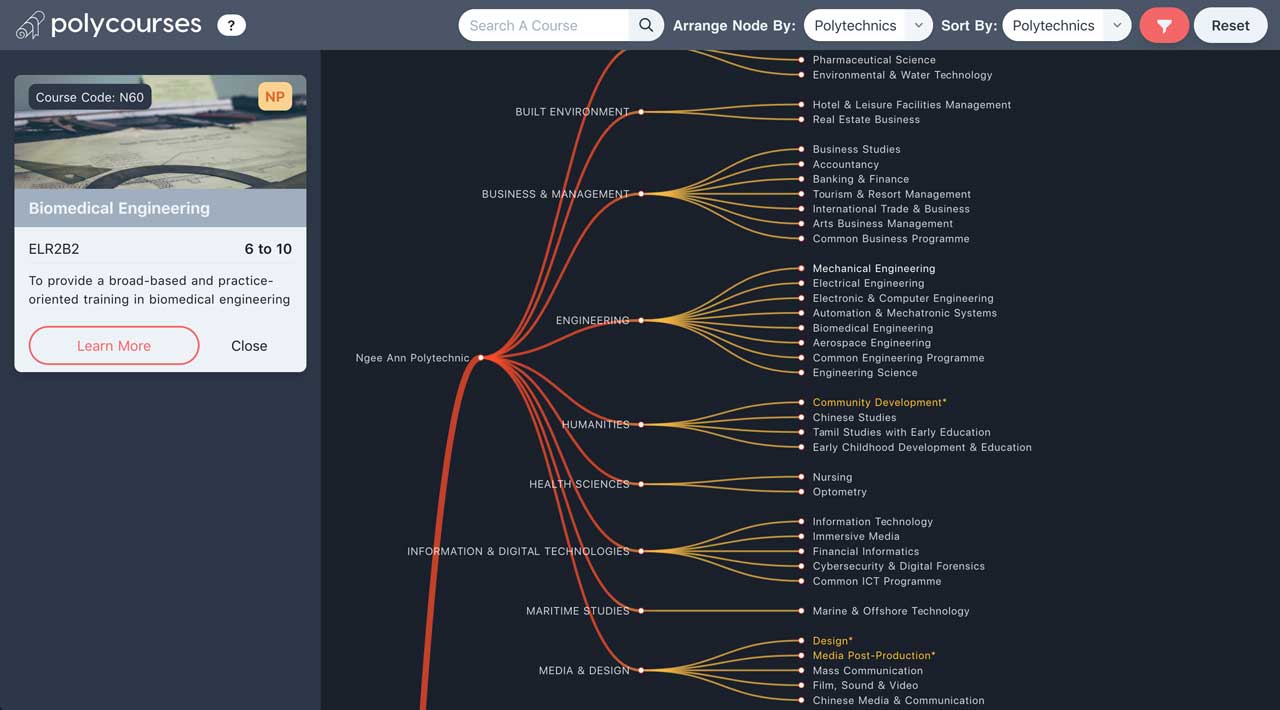 polycourses
?
Search A Course
Arrange Node By:
Polytechnics
Sort By:
Polytechnics
Reset
Course Code: N60
NP
Biomedical Engineering
ELR2B2
6 to 10
To provide a broad-based and practice-
oriented training in biomedical engineering
Learn More
Close
Ngee Ann Polytechnic
Pharmaceutical Science
Environmental & Water Technology
BUILT ENVIRONMENT
Hotel & Leisure Facilities Management
Real Estate Business
BUSINESS & MANAGEMENT
Business Studies
Accountancy
Banking & Finance
Tourism & Resort Management
International Trade & Business
Arts Business Management
Common Business Programme
ENGINEERING
Mechanical Engineering
Electrical Engineering
Electronic & Computer Engineering
Automation & Mechatronic Systems
Biomedical Engineering
Aerospace Engineering
Common Engineering Programme
Engineering Science
HUMANITIES
Community Development*
Chinese Studies
Tamil Studies with Early Education
Early Childhood Development & Education
HEALTH SCIENCES
Nursing
Optometry
INFORMATION & DIGITAL TECHNOLOGIES
Information Technology
Immersive Media
Financial Informatics
Cybersecurity & Digital Forensics
Common ICT Programme
MARITIME STUDIES
Marine & Offshore Technology
MEDIA & DESIGN
Design*
Media Post-Production*
Mass Communication
Film, Sound & Video
Chinese Media & Communication